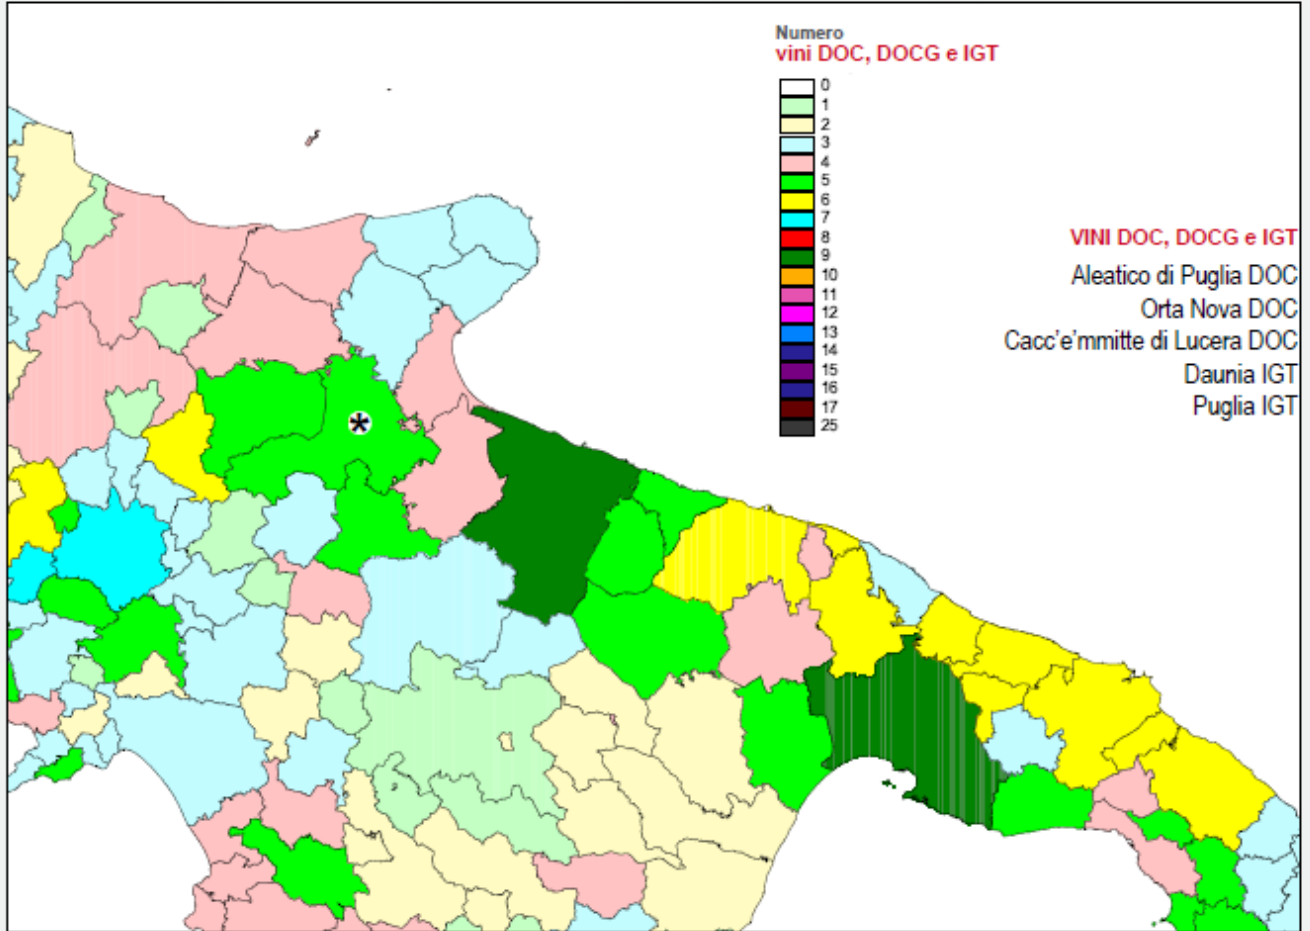 Numero
vini DOC, DOCG e IGT
0
1
2
3
4
5
6
7
8
9
10
11
12
13
14
15
16
17
25
VINI DOC, DOCG e IGT
Aleatico di Puglia DOC
Orta Nova DOC
Cacc'e'mmitte di Lucera DOC
Daunia IGT
Puglia IGT
*